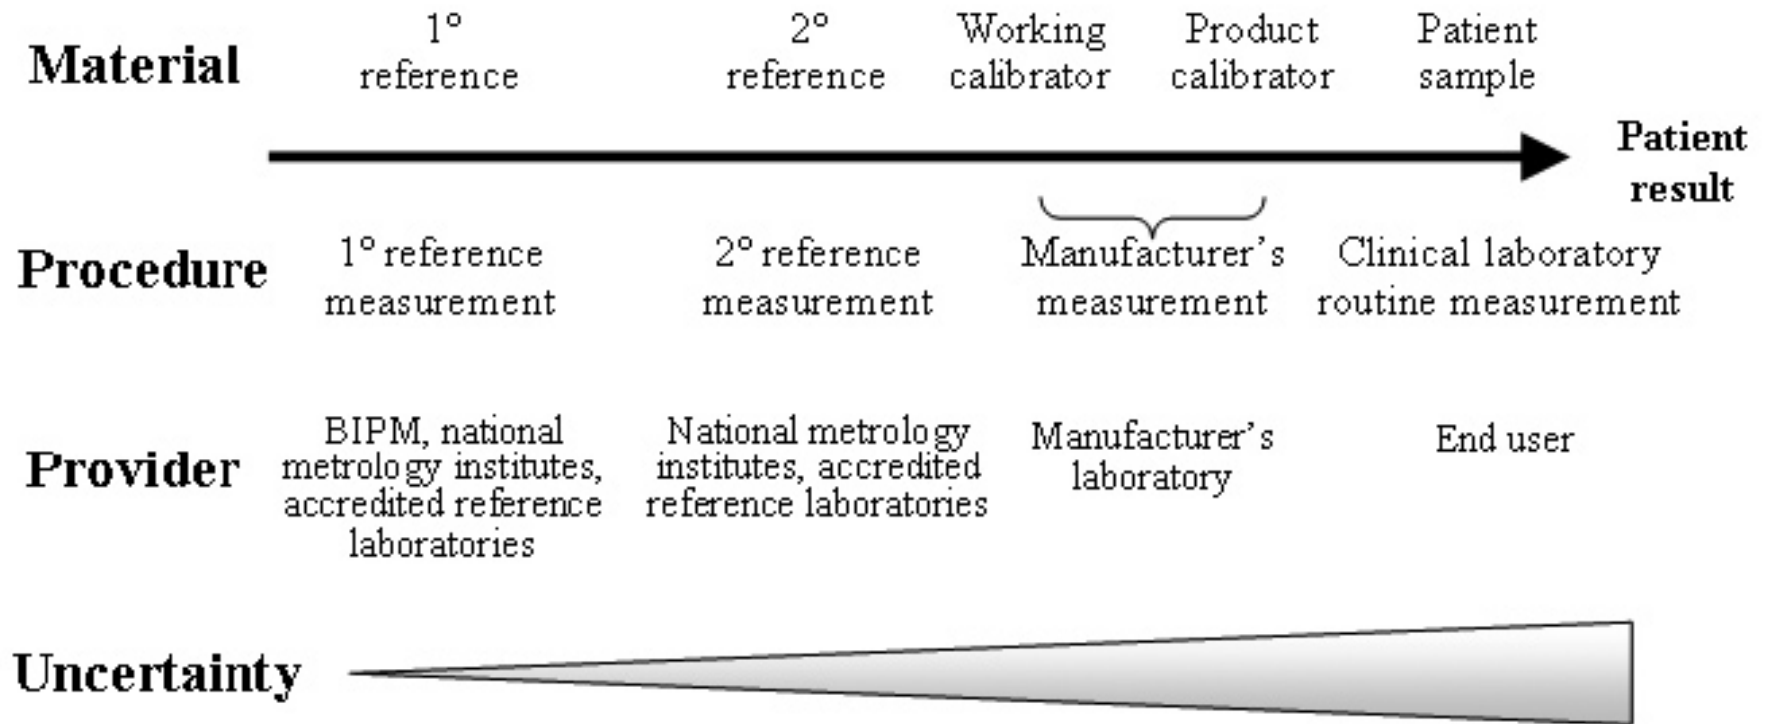 Material
1° reference
2° reference
Working calibrator
Product calibrator
Patient sample
Patient result
Procedure
1° reference measurement
2° reference measurement
Manufacturer's measurement
Clinical laboratory routine measurement
Provider
BIPM, national metrology institutes, accredited reference laboratories
National metrology institutes, accredited reference laboratories
Manufacturer's laboratory
End user
Uncertainty